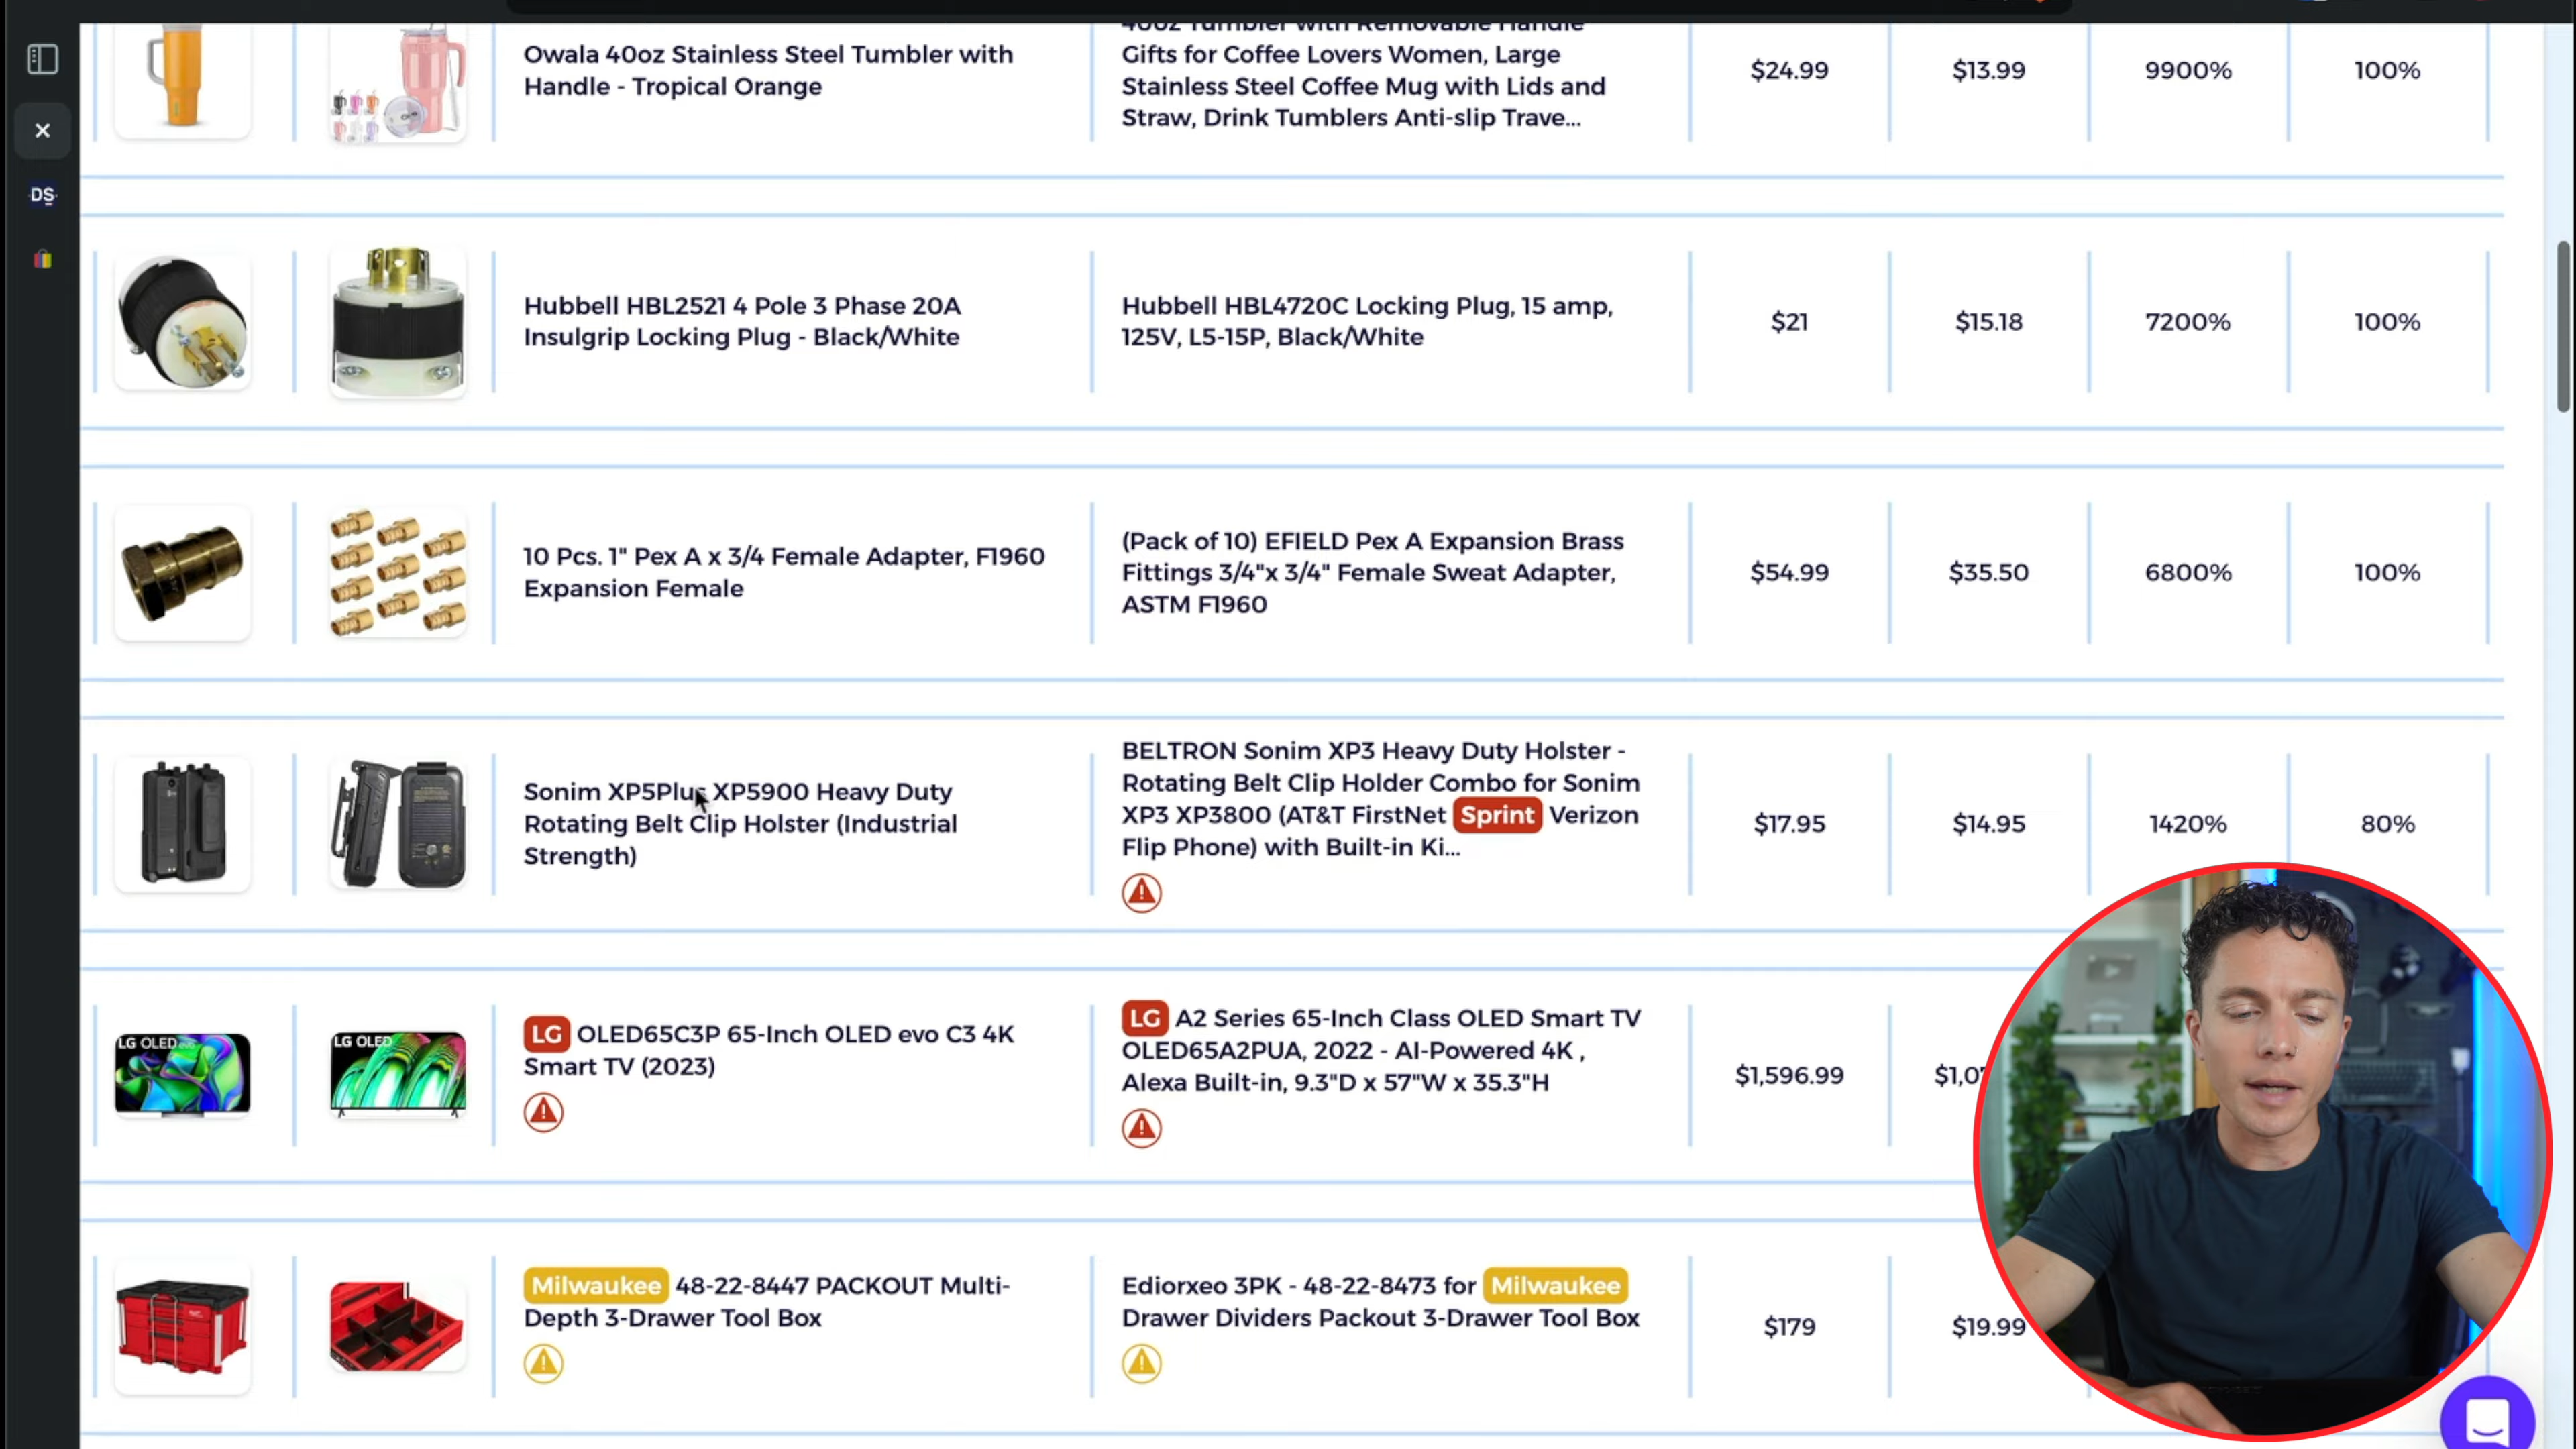 DS
Owala 40oz Stainless Steel Tumbler with
Handle - Tropical Orange
40oz Tumbler with Removable Handle
Gifts for Coffee Lovers Women, Large
Stainless Steel Coffee Mug with Lids and
Straw, Drink Tumblers Anti-slip Trave...
$24.99
$13.99
9900%
100%
Hubbell HBL2521 4 Pole 3 Phase 20A
Insulgrip Locking Plug - Black/White
Hubbell HBL4720C Locking Plug, 15 amp,
125V, L5-15P, Black/White
$21
$15.18
7200%
100%
10 Pcs. 1" Pex A x 3/4 Female Adapter, F1960
Expansion Female
(Pack of 10) EFIELD Pex A Expansion Brass
Fittings 3/4"x 3/4" Female Sweat Adapter,
ASTM F1960
$54.99
$35.50
6800%
100%
Sonim XP5Plus XP5900 Heavy Duty
Rotating Belt Clip Holster (Industrial
Strength)
BELTRON Sonim XP3 Heavy Duty Holster -
Rotating Belt Clip Holder Combo for Sonim
XP3 XP3800 (AT&T FirstNet Sprint Verizon
Flip Phone) with Built-in Ki...
$17.95
$14.95
1420%
80%
LG OLED evo
LG OLED
LG OLED65C3P 65-Inch OLED evo C3 4K
Smart TV (2023)
LG A2 Series 65-Inch Class OLED Smart TV
OLED65A2PUA, 2022 - AI-Powered 4K ,
Alexa Built-in, 9.3"D x 57"W x 35.3"H
$1,596.99
Milwaukee 48-22-8447 PACKOUT Multi-
Depth 3-Drawer Tool Box
Ediorxeo 3PK - 48-22-8473 for Milwaukee
Drawer Dividers Packout 3-Drawer Tool Box
$179
$19.99